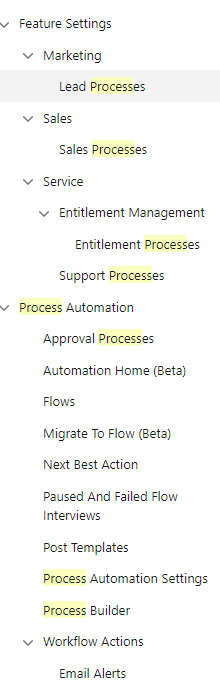 Feature Settings
Marketing
Lead Processes
Sales
Sales Processes
Service
Entitlement Management
Entitlement Processes
Support Processes
Process Automation
Approval Processes
Automation Home (Beta)
Flows
Migrate To Flow (Beta)
Next Best Action
Paused And Failed Flow
Interviews
Post Templates
Process Automation Settings
Process Builder
Workflow Actions
Email Alerts